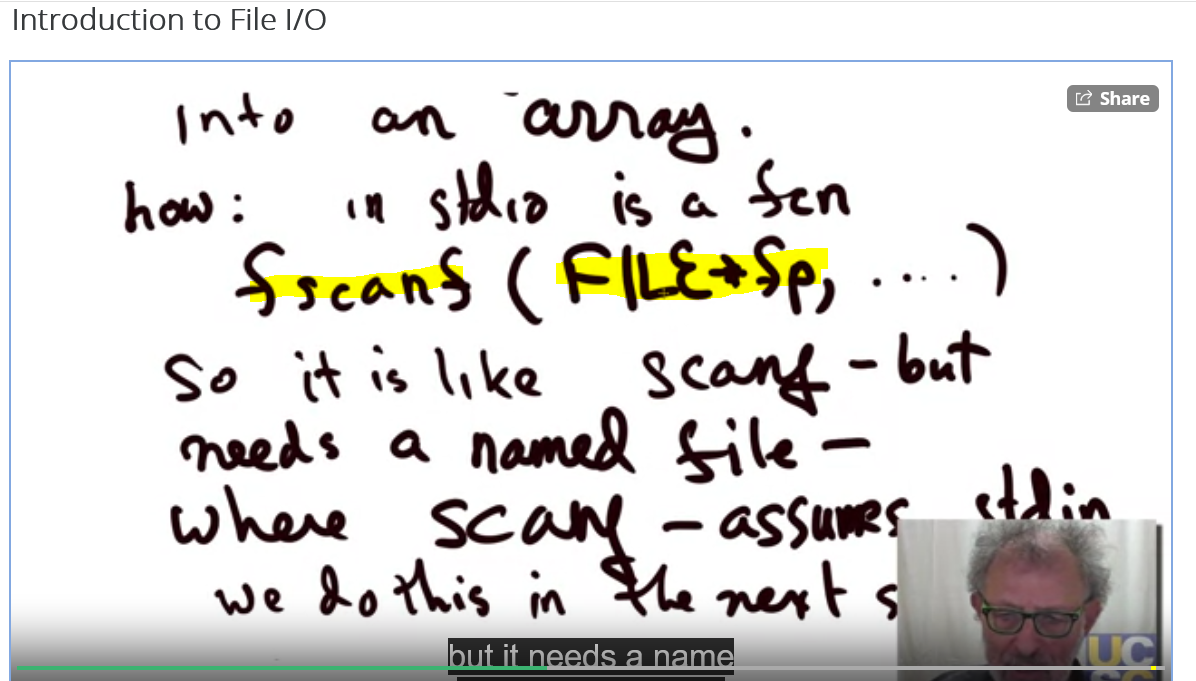 Introduction to File I/O
Share
into an array.
how: in stdio is a fcn
fscanf ( FILE*fp, ....)
So it is like scanf - but
needs a named file -
where scanf - assumes stdin
we do this in the next s
but it needs a name
UC
SC